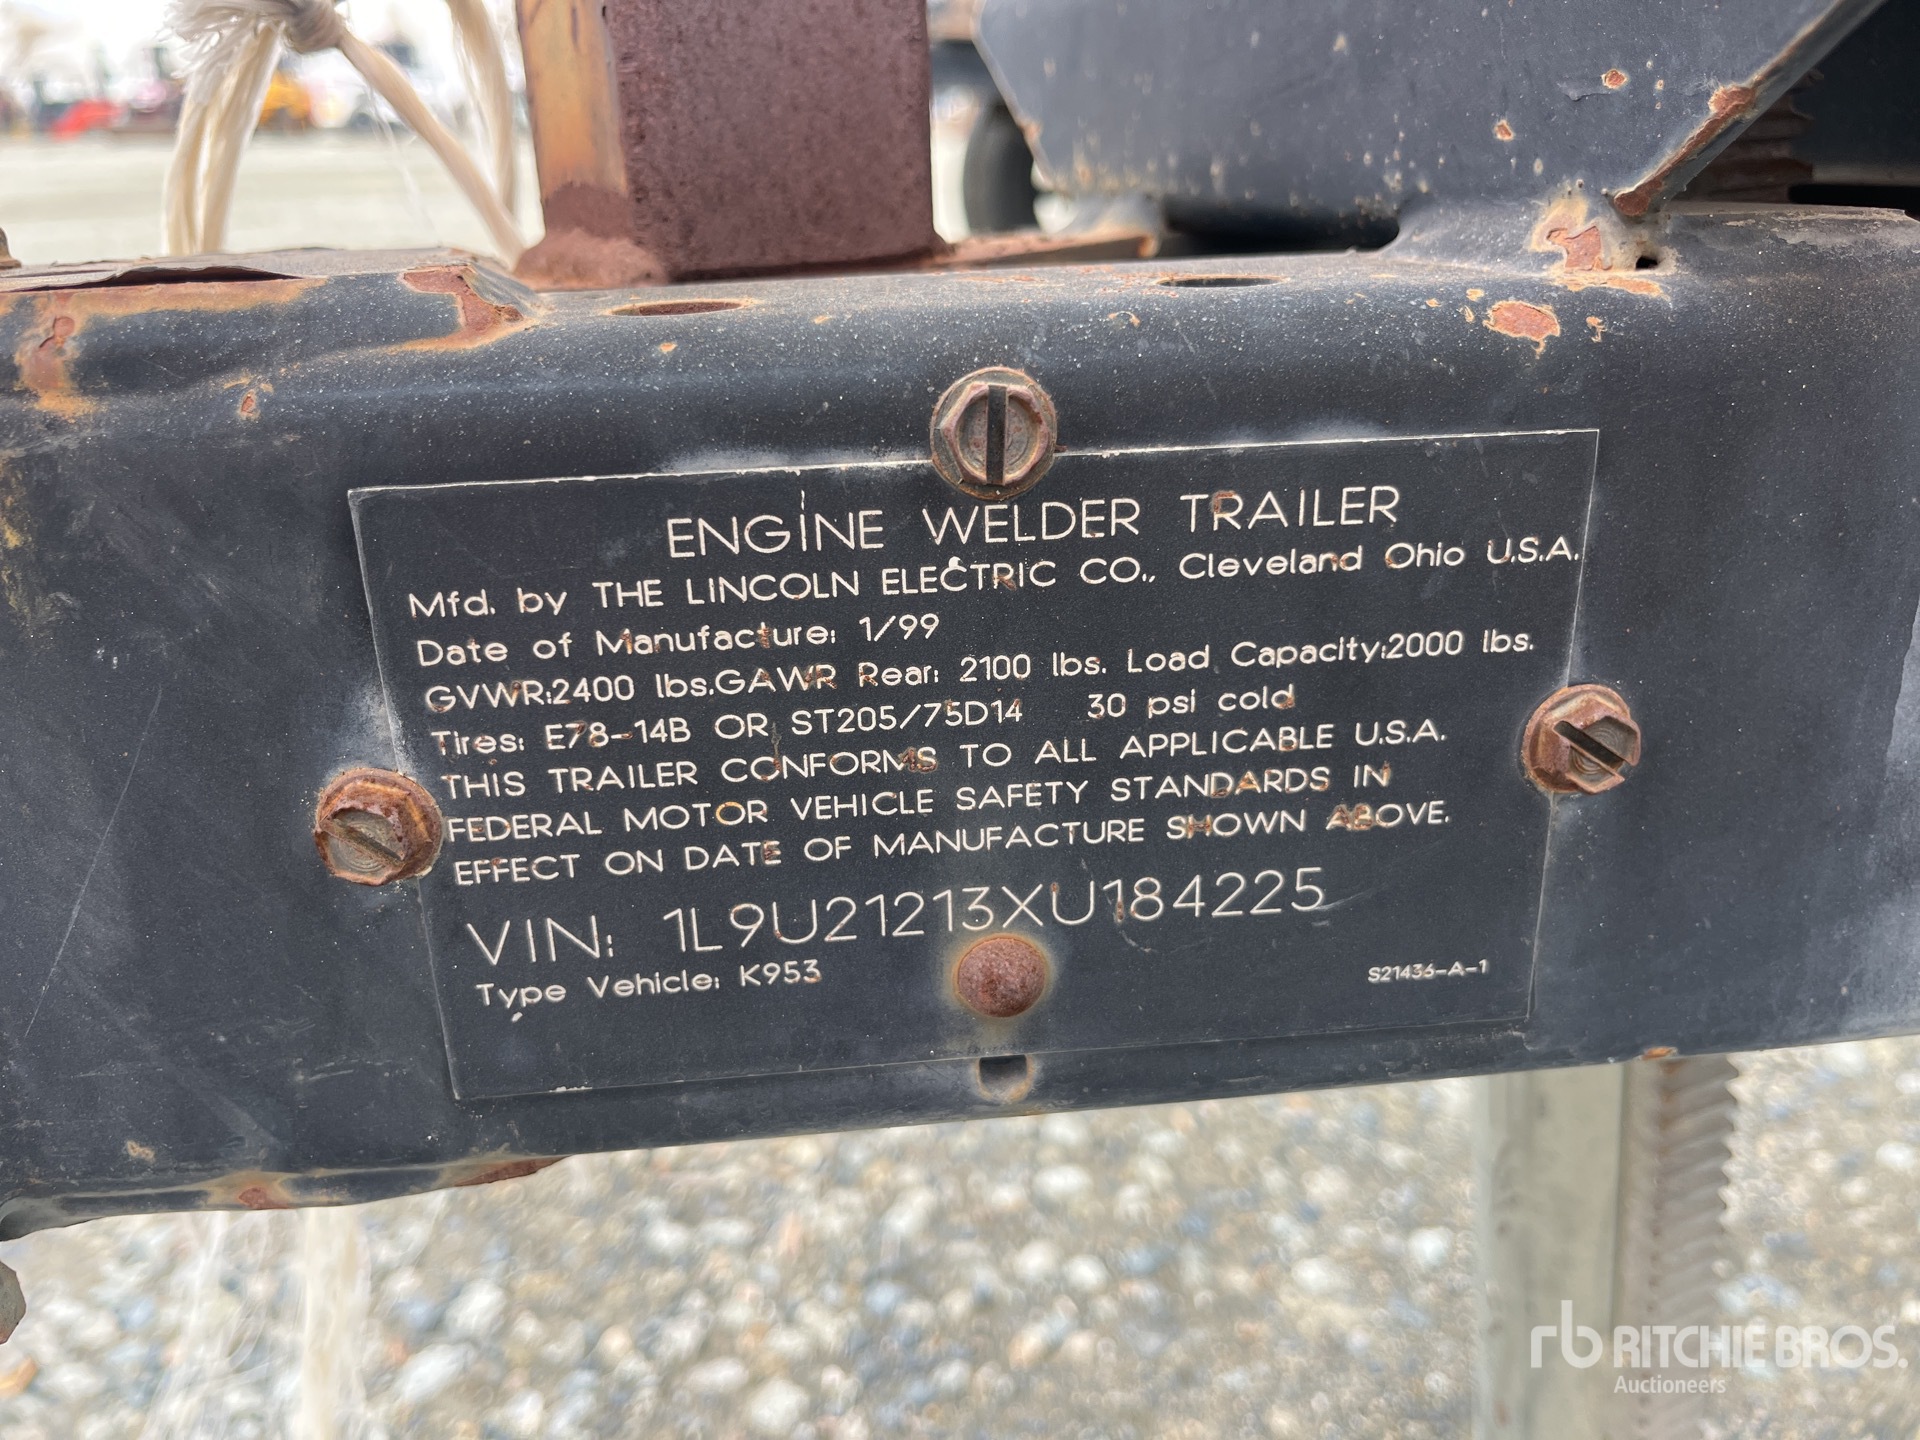 ENGINE WELDER TRAILER
Mfd. by THE LINCOLN ELECTRIC CO., Cleveland Ohio U.S.A.
Date of Manufacture: 1/99
GVWR:2400 lbs.GAWR Rear: 2100 lbs. Load Capacity:2000 lbs.
Tires: E78-14B OR ST205/75D14 30 psi cold
THIS TRAILER CONFORMS TO ALL APPLICABLE U.S.A.
FEDERAL MOTOR VEHICLE SAFETY STANDARDS IN
EFFECT ON DATE OF MANUFACTURE SHOWN ABOVE.
VIN: 1L9U21213XU184225
Type Vehicle: K953
S21436-A-1
rb RITCHIE BROS.
Auctioneers